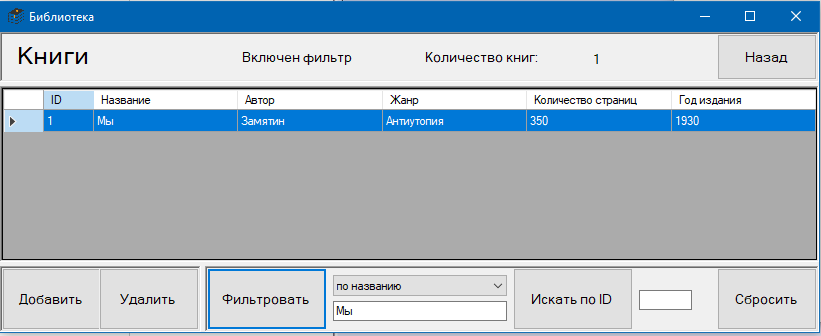 Библиотека
Книги Включен фильтр Количество книг: 1 Назад
ID Название Автор Жанр Количество страниц Год издания
1 Мы Замятин Антиутопия 350 1930
Добавить Удалить Фильтровать по названию Искать по ID Сбросить
Мы